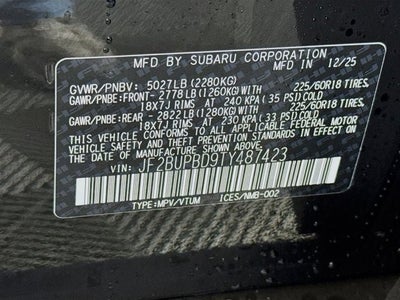 MFD. BY SUBARU CORPORATION IN 12/25
GVWR/PNBV: 5027LB (2280KG)
GAWR/PNBE: FRONT- 2778LB (1260KG) WITH 225/60R18 TIRES,
18X7J RIMS AT 240 KPA ( 35 PSI) COLD
GAWR/PNBE: REAR - 2822LB (1280KG) WITH 225/60R18 TIRES,
18X7J RIMS AT 230 KPA ( 33 PSI) COLD
THIS VEHICLE CONFORMS TO ALL APPLICABLE FEDERAL MOTOR
VEHICLE SAFETY, BUMPER, AND THEFT PREVENTION STANDARDS
IN EFFECT ON THE DATE OF MANUFACTURE SHOWN ABOVE.
VIN: JF2BUPBD9TY487423
TYPE:MPV/VTUM ICES/NMB-002